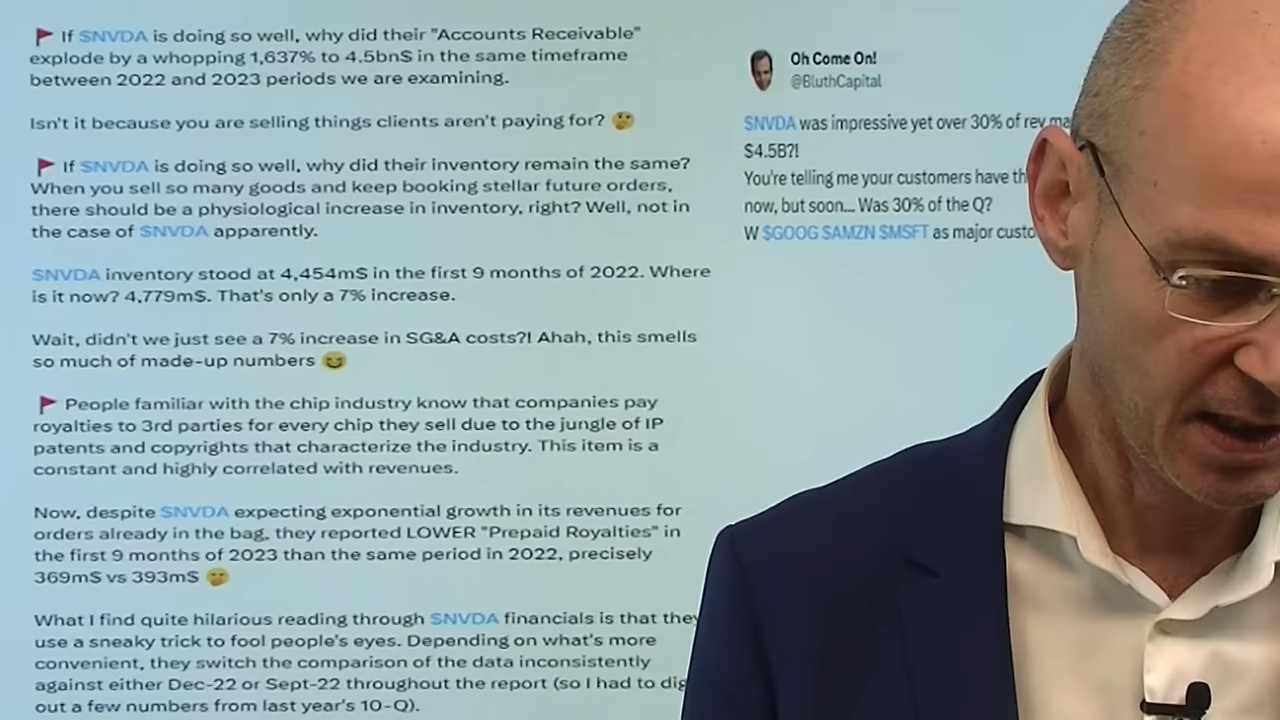 If $NVDA is doing so well, why did their "Accounts Receivable"
explode by a whopping 1,637% to 4.5bn$ in the same timeframe
between 2022 and 2023 periods we are examining.
Isn't it because you are selling things clients aren't paying for? 🤔
If $NVDA is doing so well, why did their inventory remain the same?
When you sell so many goods and keep booking stellar future orders,
there should be a physiological increase in inventory, right? Well, not in
the case of $NVDA apparently.
$NVDA inventory stood at 4,454m$ in the first 9 months of 2022. Where
is it now? 4,779m$. That's only a 7% increase.
Wait, didn't we just see a 7% increase in SG&A costs?! Ahah, this smells
so much of made-up numbers 😆
People familiar with the chip industry know that companies pay
royalties to 3rd parties for every chip they sell due to the jungle of IP
patents and copyrights that characterize the industry. This item is a
constant and highly correlated with revenues.
Now, despite $NVDA expecting exponential growth in its revenues for
orders already in the bag, they reported LOWER "Prepaid Royalties" in
the first 9 months of 2023 than the same period in 2022, precisely
369m$ vs 393m$
What I find quite hilarious reading through $NVDA financials is that they
use a sneaky trick to fool people's eyes. Depending on what's more
convenient, they switch the comparison of the data inconsistently
against either Dec-22 or Sept-22 throughout the report (so I had to dig
out a few numbers from last year's 10-Q).
Oh Come On!
@BluthCapital
$NVDA was impressive yet over 30% of rev
$4.5B?!
You're telling me your customers have
now, but soon... Was 30% of the Q?
W $GOOG $AMZN $MSFT as major